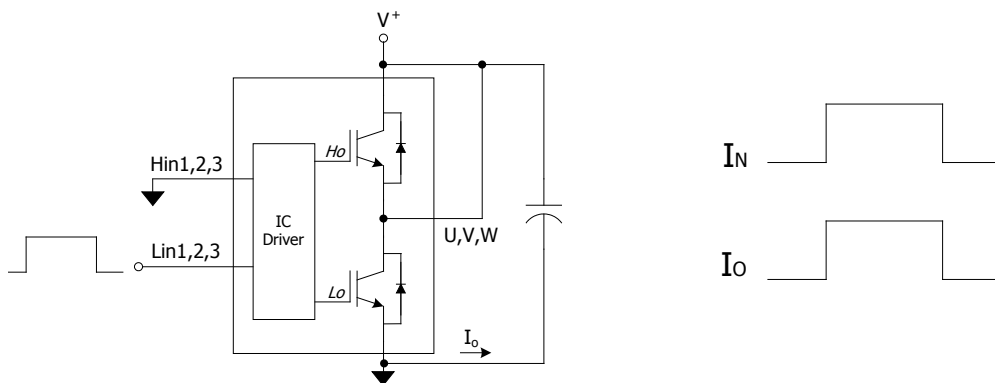 V+
Hin1,2,3
Ho
IC
Driver
U,V,W
Lin1,2,3
Lo
Io
IN
IO